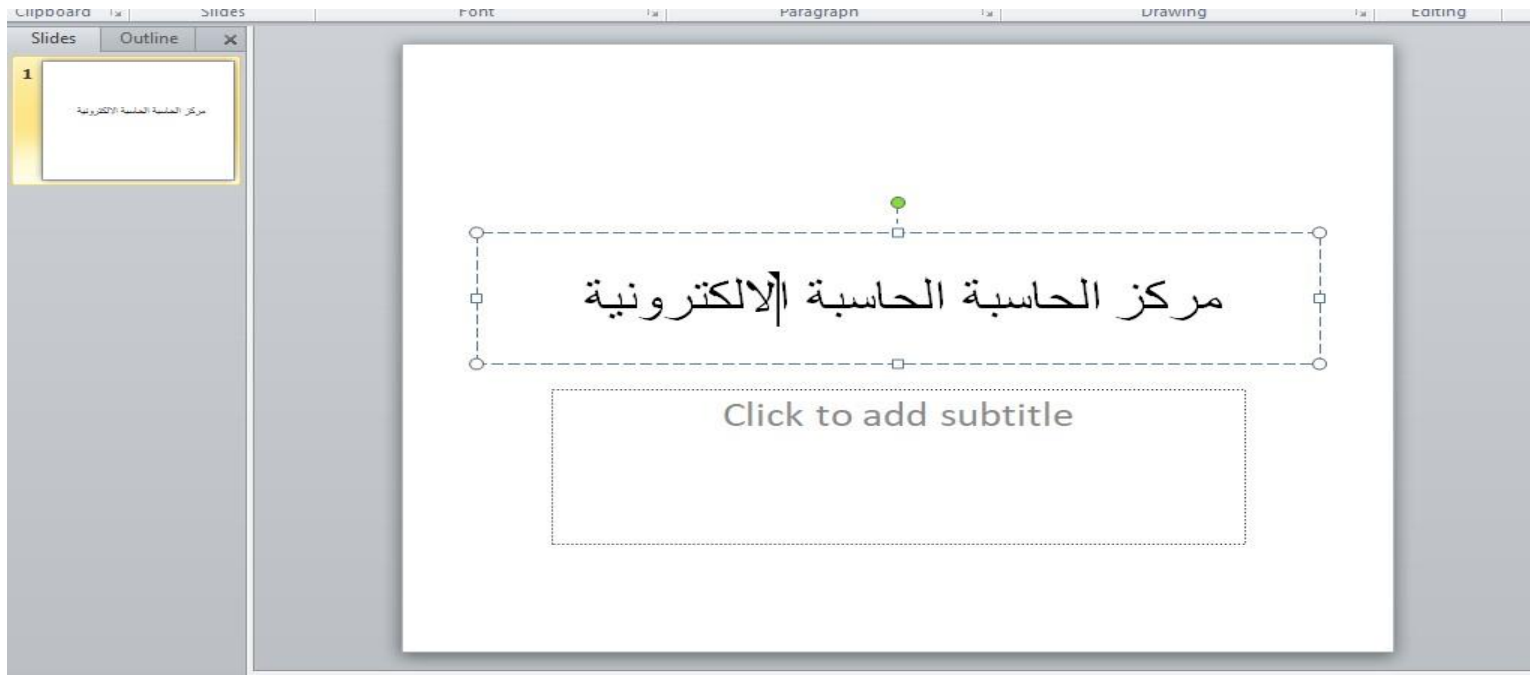 Clipboard Slides Font Paragraph Drawing Editing
Slides Outline
1
مركز الحاسبة الحاسبة الالكترونية
مركز الحاسبة الحاسبة الالكترونية
Click to add subtitle